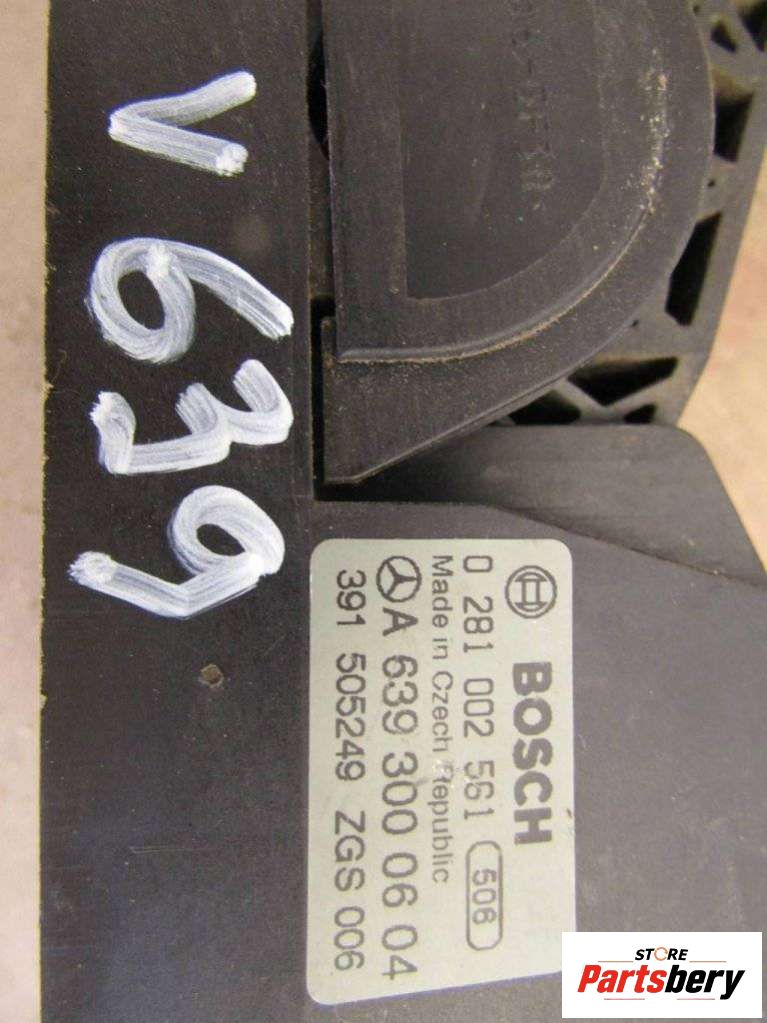 V 639
BOSCH
0 281 002 561 506
Made in Czech Republic
A 639 300 06 04
391 505249 ZGS 006
STORE
Partsbery